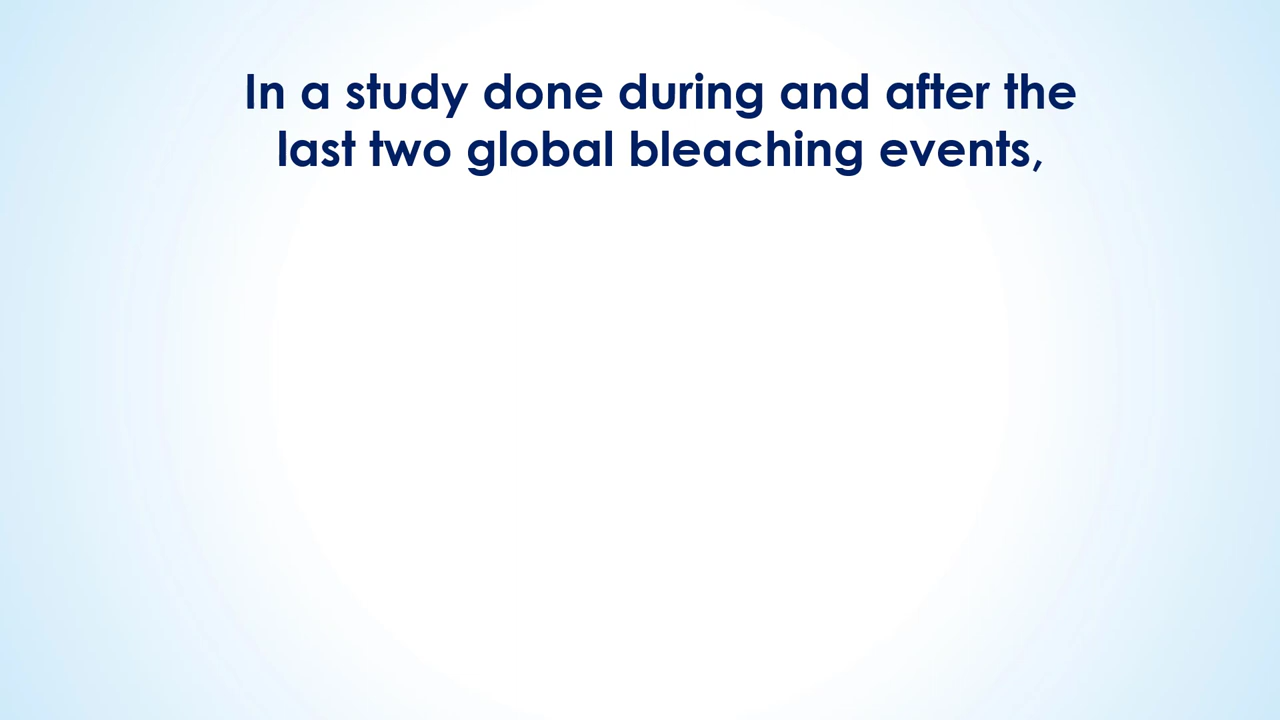 In a study done during and after the
last two global bleaching events,